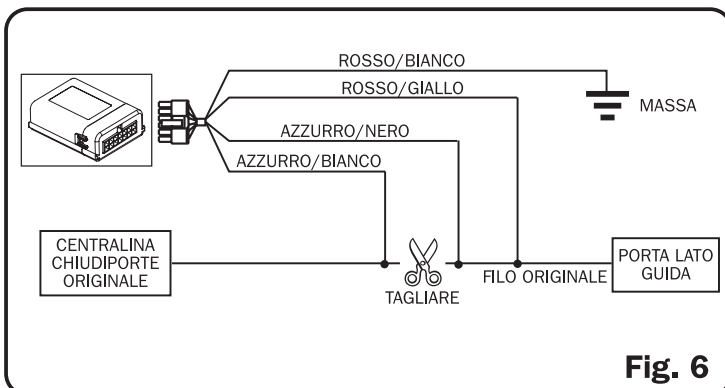 ROSSO/BIANCO
ROSSO/GIALLO
MASSA
AZZURRO/NERO
AZZURRO/BIANCO
CENTRALINA
CHIUDIPORTE
ORIGINALE
TAGLIARE
FILO ORIGINALE
PORTA LATO
GUIDA
Fig. 6